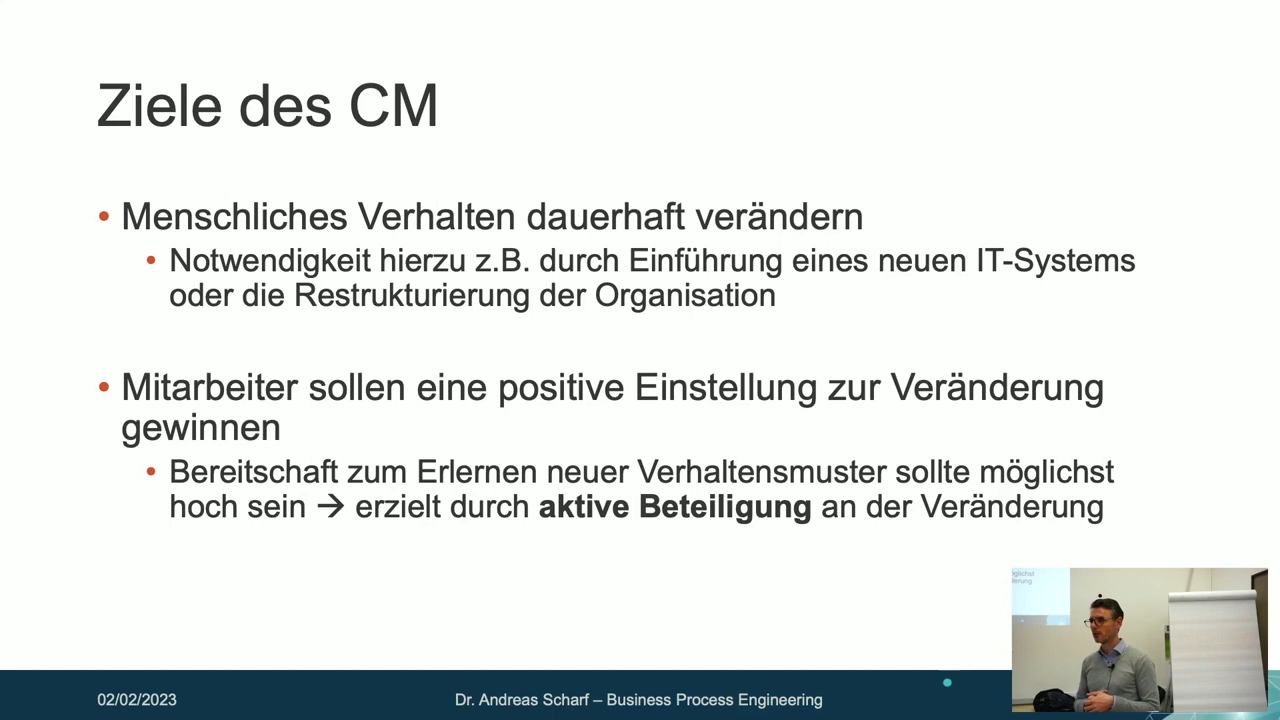 Ziele des CM
• Menschliches Verhalten dauerhaft verändern
• Notwendigkeit hierzu z.B. durch Einführung eines neuen IT-Systems
oder die Restrukturierung der Organisation
• Mitarbeiter sollen eine positive Einstellung zur Veränderung
gewinnen
• Bereitschaft zum Erlernen neuer Verhaltensmuster sollte möglichst
hoch sein → erzielt durch aktive Beteiligung an der Veränderung
02/02/2023
Dr. Andreas Scharf – Business Process Engineering